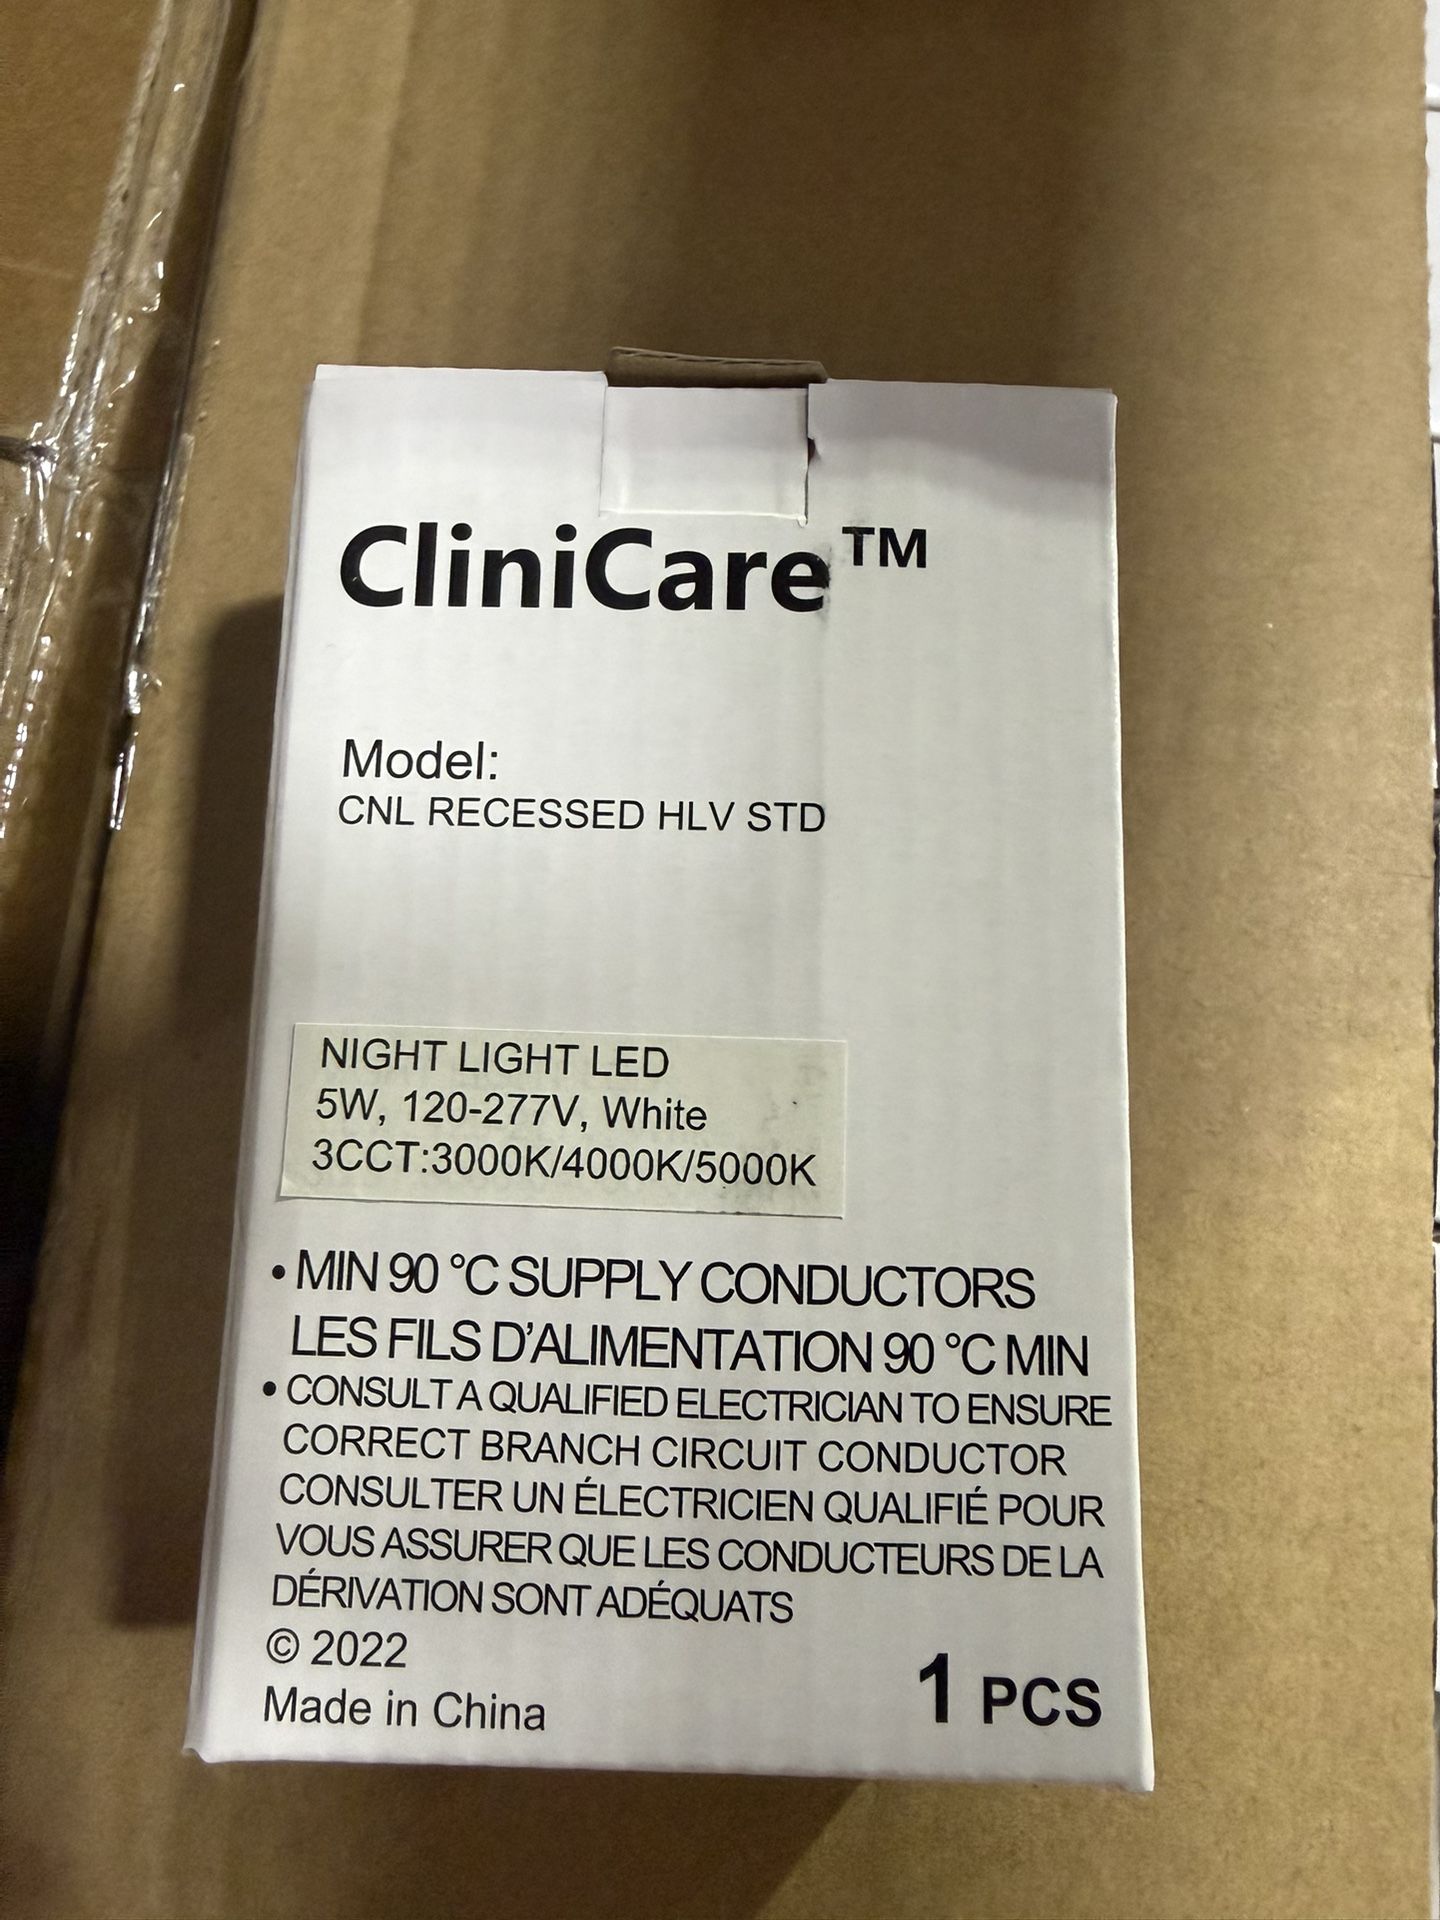 CliniCare™
Model:
CNL RECESSED HLV STD
NIGHT LIGHT LED
5W, 120-277V, White
3CCT:3000K/4000K/5000K
• MIN 90 °C SUPPLY CONDUCTORS
LES FILS D'ALIMENTATION 90 °C MIN
• CONSULT A QUALIFIED ELECTRICIAN TO ENSURE
CORRECT BRANCH CIRCUIT CONDUCTOR
CONSULTER UN ÉLECTRICIEN QUALIFIÉ POUR
VOUS ASSURER QUE LES CONDUCTEURS DE LA
DÉRIVATION SONT ADÉQUATS
© 2022
Made in China
1 PCS